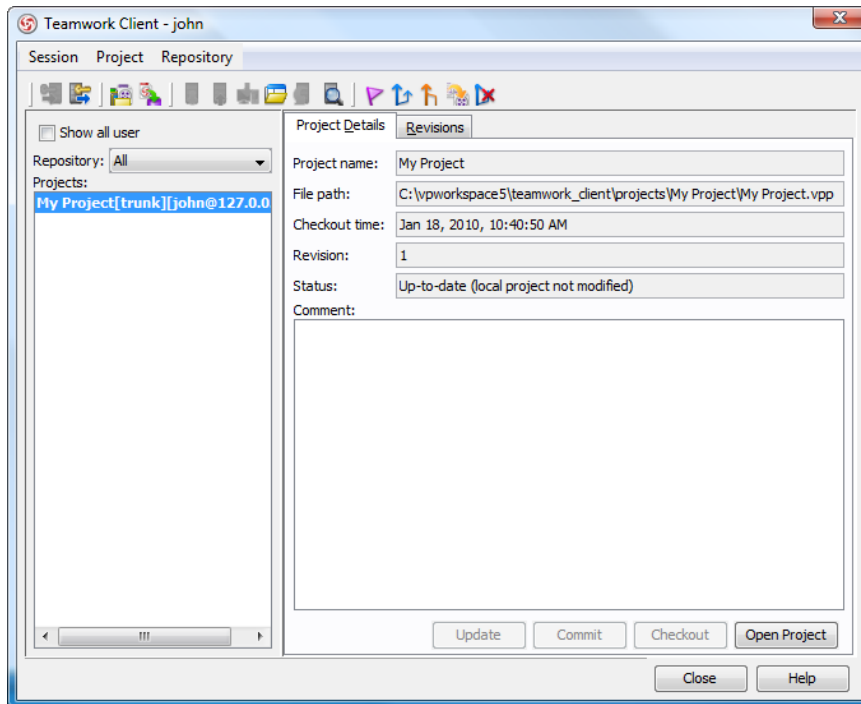 Teamwork Client - john
Session Project Repository
Show all user
Repository: All
Projects:
My Project[trunk][john@127.0.0
Project Details Revisions
Project name: My Project
File path: C:\vpworkspace5\teamwork_client\projects\My Project\My Project.vpp
Checkout time: Jan 18, 2010, 10:40:50 AM
Revision: 1
Status: Up-to-date (local project not modified)
Comment:
Update Commit Checkout Open Project
Close Help